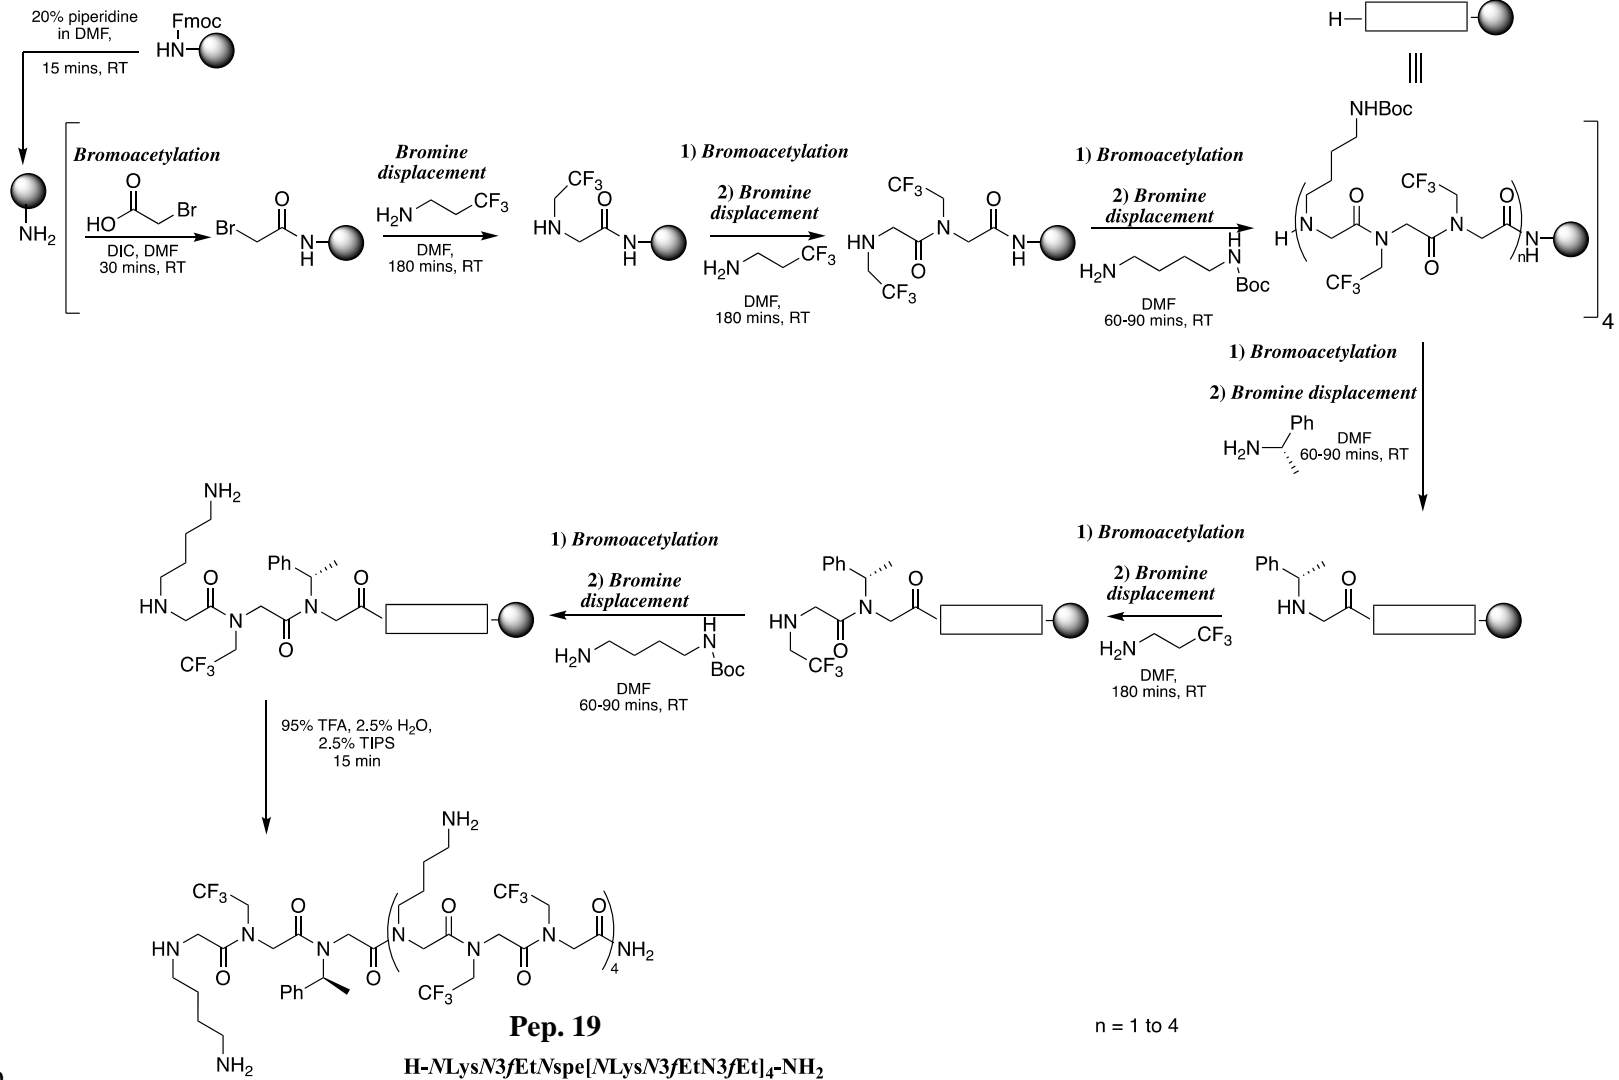 20% piperidine
in DMF,
15 mins, RT
Fmoc
HN
NH2
Bromoacetylation
O
HO
Br
DIC, DMF
30 mins, RT
Br
O
N
H
Bromine
displacement
H2N
CF3
DMF,
180 mins, RT
CF3
O
HN
N
H
1) Bromoacetylation
2) Bromine
displacement
H2N
CF3
DMF,
180 mins, RT
CF3
O
HN
N
N
H
O
CF3
1) Bromoacetylation
2) Bromine
displacement
H
H2N
N
Boc
DMF
60-90 mins, RT
H
NHBoc
CF3
O
O
H
N
N
N
n
N
H
O
CF3
4
1) Bromoacetylation
2) Bromine displacement
Ph
H2N
DMF
60-90 mins, RT
Ph
O
HN
1) Bromoacetylation
2) Bromine
displacement
H2N
CF3
DMF,
180 mins, RT
Ph
O
HN
N
O
CF3
1) Bromoacetylation
2) Bromine
displacement
H
H2N
N
Boc
DMF
60-90 mins, RT
NH2
Ph
O
O
HN
N
N
O
CF3
95% TFA, 2.5% H2O,
2.5% TIPS
15 min
NH2
CF3
CF3
O
O
O
HN
N
N
N
N
N
NH2
4
O
O
O
Ph
CF3
NH2
Pep. 19
n = 1 to 4
H-NLysN3fEtNspe[NLysN3fEtN3fEt]4-NH2